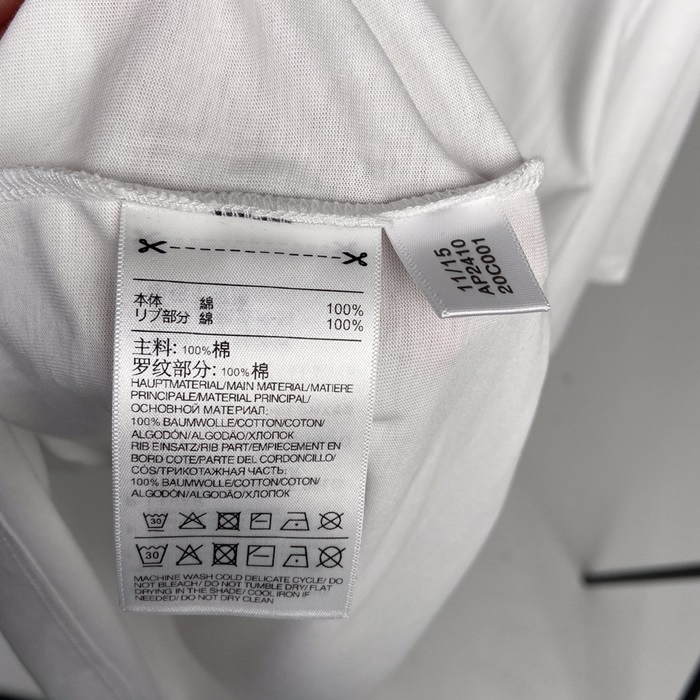 本体 綿 100%
リブ部分 綿 100%
主料: 100%棉
罗纹部分: 100%棉
HAUPTMATERIAL/MAIN MATERIAL/MATIERE
PRINCIPALE/MATERIAL PRINCIPAL/
ОСНОВНОЙ МАТЕРИАЛ:
100% BAUMWOLLE/COTTON/COTON/
ALGODÓN/ALGODÃO/ХЛОПОК
RIB EINSATZ/RIB PART/EMPIECEMENT EN
BORD COTE/PARTE DEL CORDONCILLO/
CÓS/ТРИКОТАЖНАЯ ЧАСТЬ:
100% BAUMWOLLE/COTTON/COTON/
ALGODÓN/ALGODÃO/ХЛОПОК
30
30
MACHINE WASH COLD DELICATE CYCLE/ DO
NOT BLEACH/ DO NOT TUMBLE DRY/ FLAT
DRYING IN THE SHADE/ COOL IRON IF
NEEDED/ DO NOT DRY CLEAN
11/15
AP2410
20C001